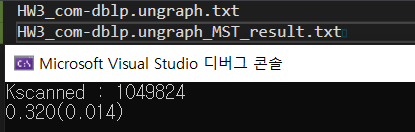 HW3_com-dblp.ungraph.txt
HW3_com-dblp.ungraph_MST_result.txt
Microsoft Visual Studio 디버그 콘솔
Kscanned : 1049824
0.320(0.014)